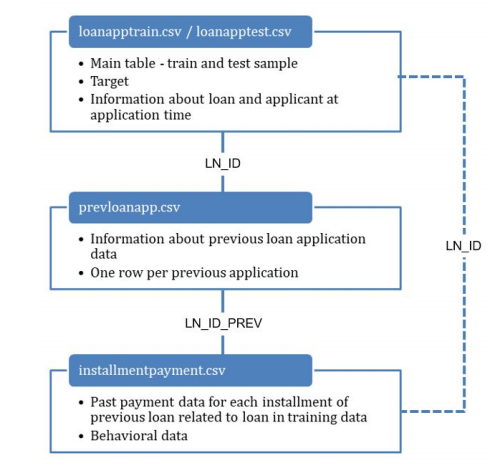 loanapptrain.csv / loanapptest.csv
• Main table - train and test sample
• Target
• Information about loan and applicant at
application time
LN_ID
prevloanapp.csv
• Information about previous loan application
data
• One row per previous application
LN_ID
LN_ID_PREV
installmentpayment.csv
• Past payment data for each installment of
previous loan related to loan in training data
• Behavioral data